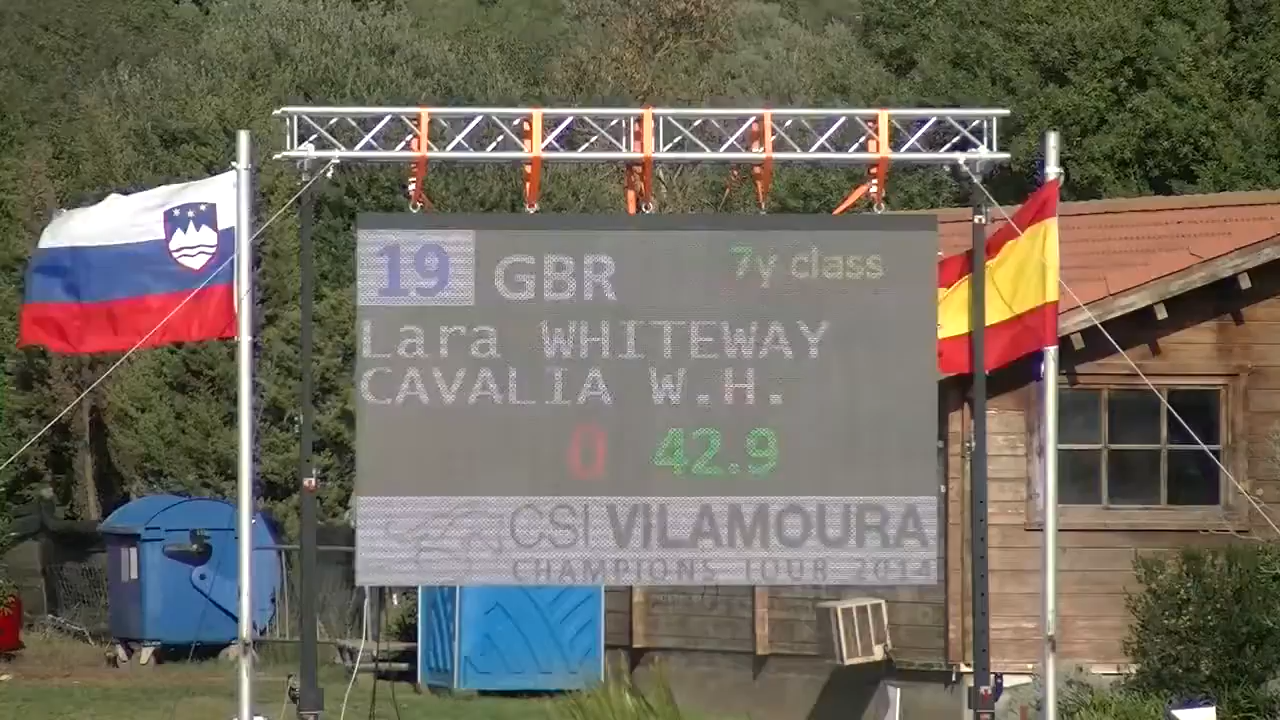 19 GBR 7y class
Lara WHITEWAY
CAVALIA W.H.
0 42.9
CSI VILAMOURA
CHAMPIONS TOUR